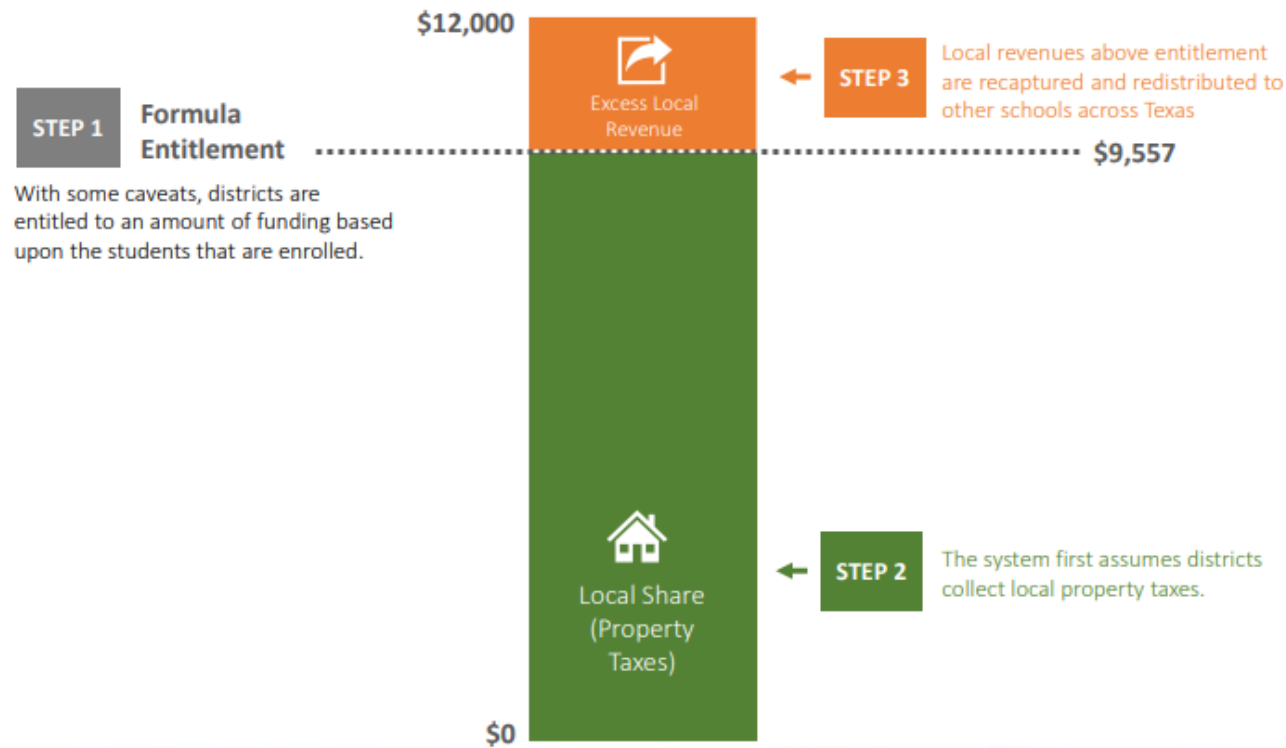 $12,000
STEP 1
Formula
Entitlement
With some caveats, districts are
entitled to an amount of funding based
upon the students that are enrolled.
Excess Local
Revenue
STEP 3
Local revenues above entitlement
are recaptured and redistributed to
other schools across Texas
$9,557
Local Share
(Property
Taxes)
STEP 2
The system first assumes districts
collect local property taxes.
$0